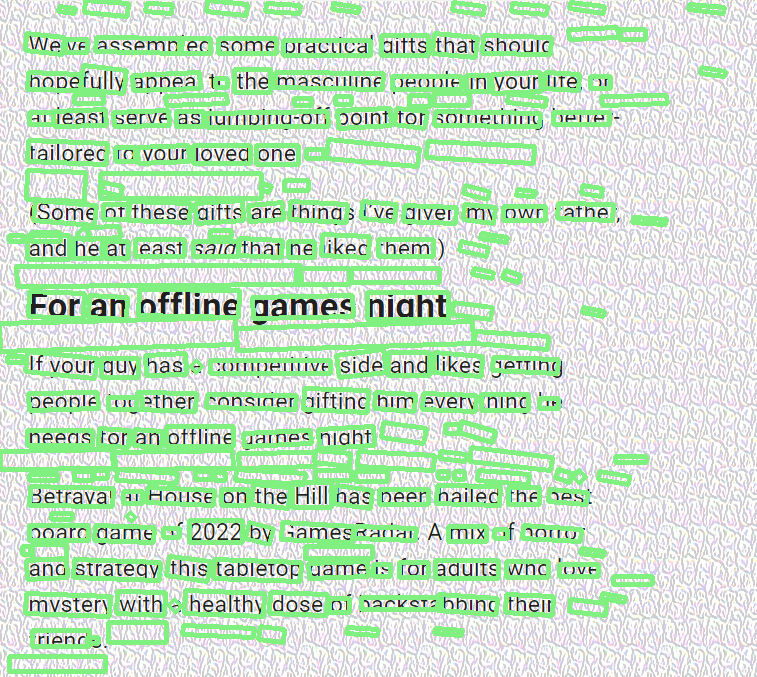 We've assembled some practical gifts that should
hopefully appeal to the masculine people in your life, or
at least serve as jumping-off point for something better-
tailored to your loved one
(Some of these gifts are things I've given my own father,
and he at least said that he liked them.)
For an offline games night
If your guy has a competitive side and likes getting
people together consider gifting him everything he
needs for an offline games night
Betrayal at House on the Hill has been hailed the best
board game of 2022 by GamesRadar. A mix of horror
and strategy this tabletop game is for adults who love
mystery with a healthy dose of backstabbing their
friends.